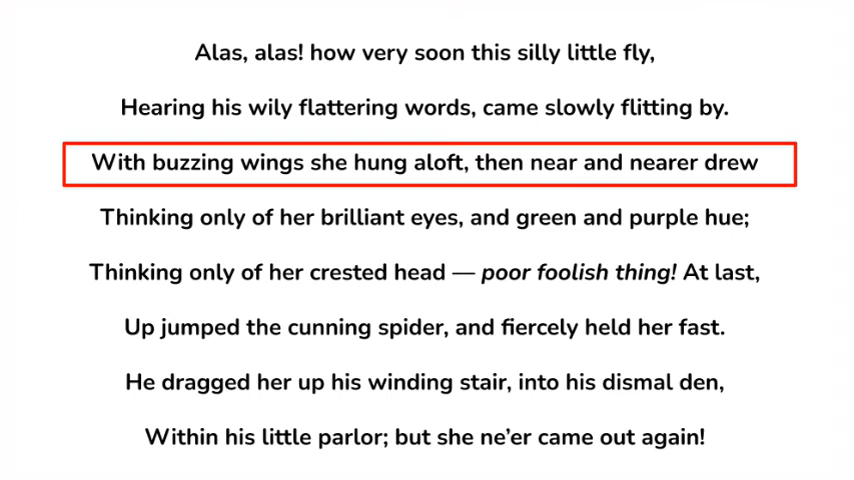 Alas, alas! how very soon this silly little fly,
Hearing his wily flattering words, came slowly flitting by.
With buzzing wings she hung aloft, then near and nearer drew
Thinking only of her brilliant eyes, and green and purple hue;
Thinking only of her crested head — poor foolish thing! At last,
Up jumped the cunning spider, and fiercely held her fast.
He dragged her up his winding stair, into his dismal den,
Within his little parlor; but she ne’er came out again!